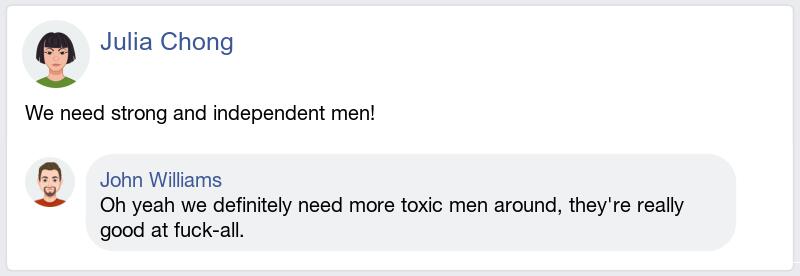 Julia Chong
We need strong and independent men!
John Williams
Oh yeah we definitely need more toxic men around, they're really
good at fuck-all.